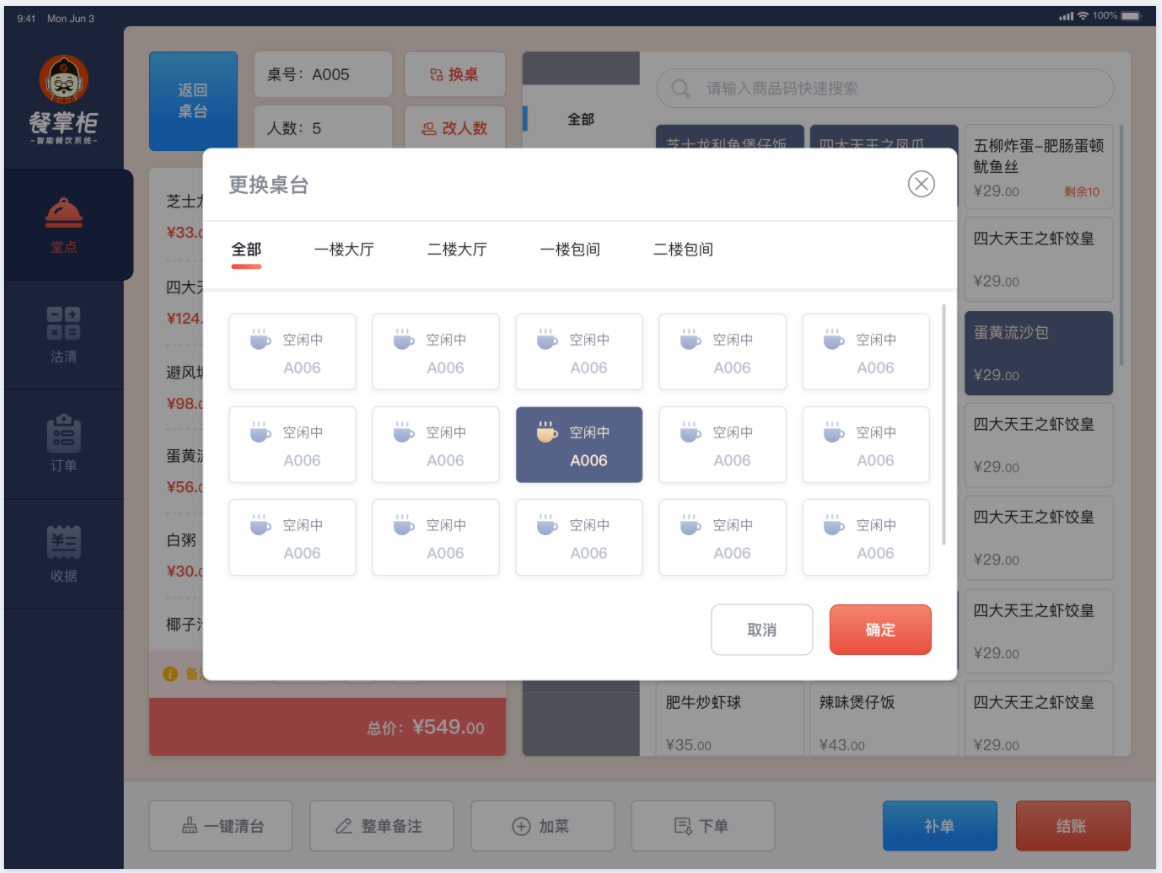 9:41 Mon Jun 3
100%
餐掌柜
-智能餐饮系统-
堂点
沽清
订单
收据
返回
桌台
桌号：A005
换桌
人数：5
改人数
全部
请输入商品码快速搜索
芝士龙利鱼煲仔饭
四大天王之凤爪
五柳炸蛋-肥肠蛋顿
鱿鱼丝
¥29.00 剩余10
四大天王之虾饺皇
¥29.00
蛋黄流沙包
¥29.00
四大天王之虾饺皇
¥29.00
四大天王之虾饺皇
¥29.00
四大天王之虾饺皇
¥29.00
肥牛炒虾球
¥35.00
辣味煲仔饭
¥43.00
四大天王之虾饺皇
¥29.00
芝士
¥33.
四大
¥124.
避风
¥98.
蛋黄
¥56.
白粥
¥30.
椰子
备
总价：¥549.00
更换桌台
全部 一楼大厅 二楼大厅 一楼包间 二楼包间
空闲中 空闲中 空闲中 空闲中 空闲中
A006 A006 A006 A006 A006
空闲中 空闲中 空闲中 空闲中 空闲中
A006 A006 A006 A006 A006
空闲中 空闲中 空闲中 空闲中 空闲中
A006 A006 A006 A006 A006
取消 确定
一键清台 整单备注 加菜 下单 补单 结账